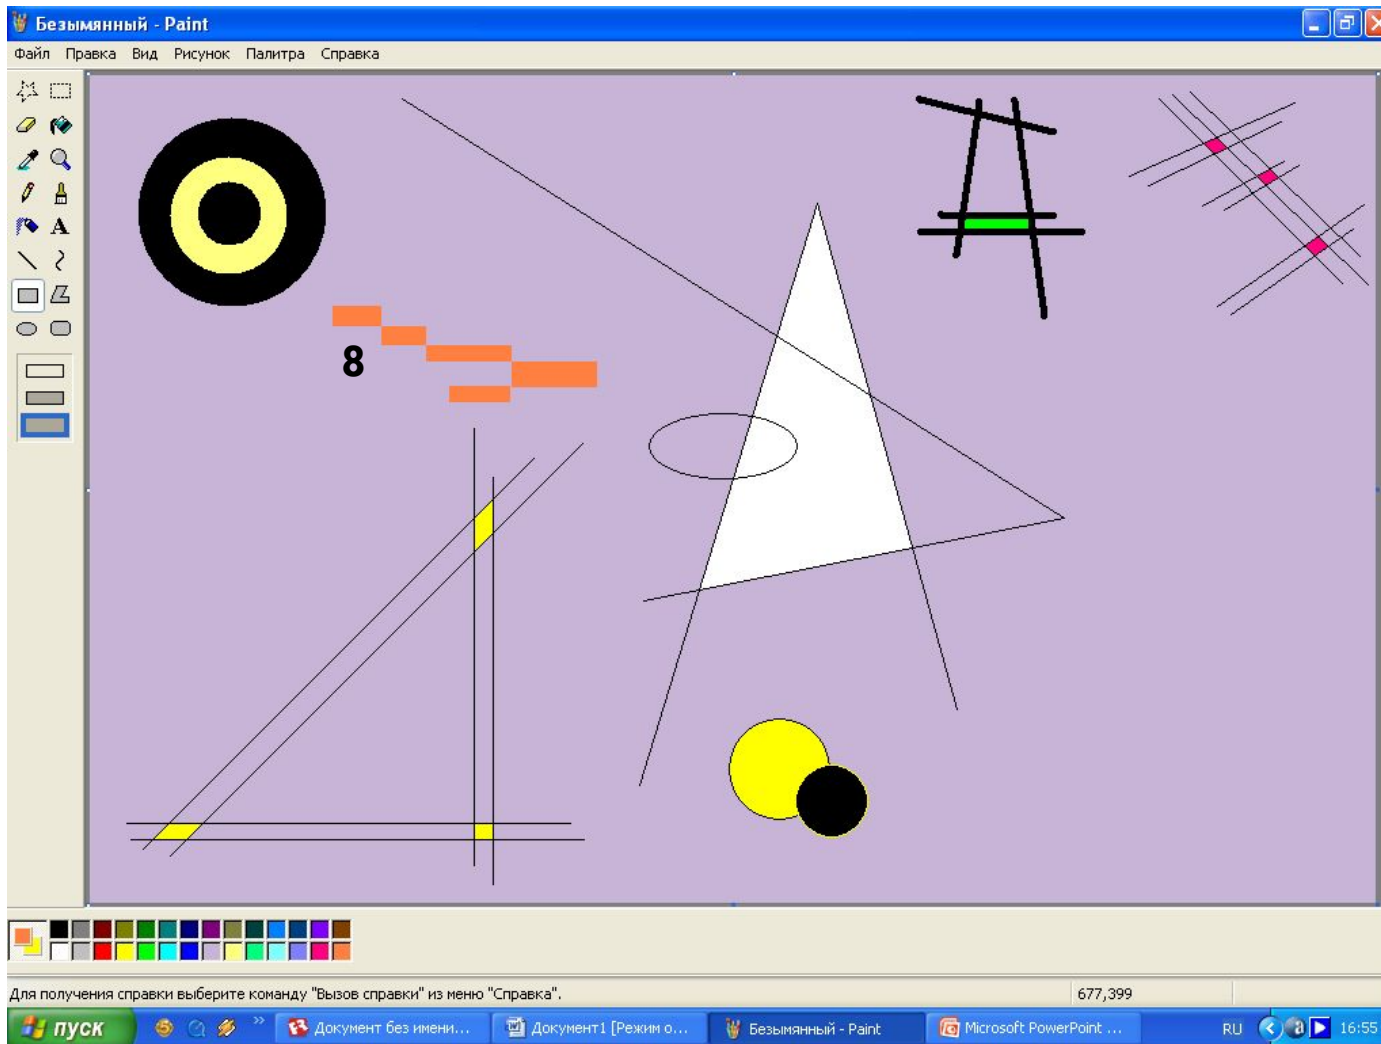 Безымянный - Paint
Файл Правка Вид Рисунок Палитра Справка
A
8
Для получения справки выберите команду "Вызов справки" из меню "Справка".
677,399
пуск
»
Документ без имени...
Документ1 [Режим о...
Безымянный - Paint
Microsoft PowerPoint ...
RU
16:55